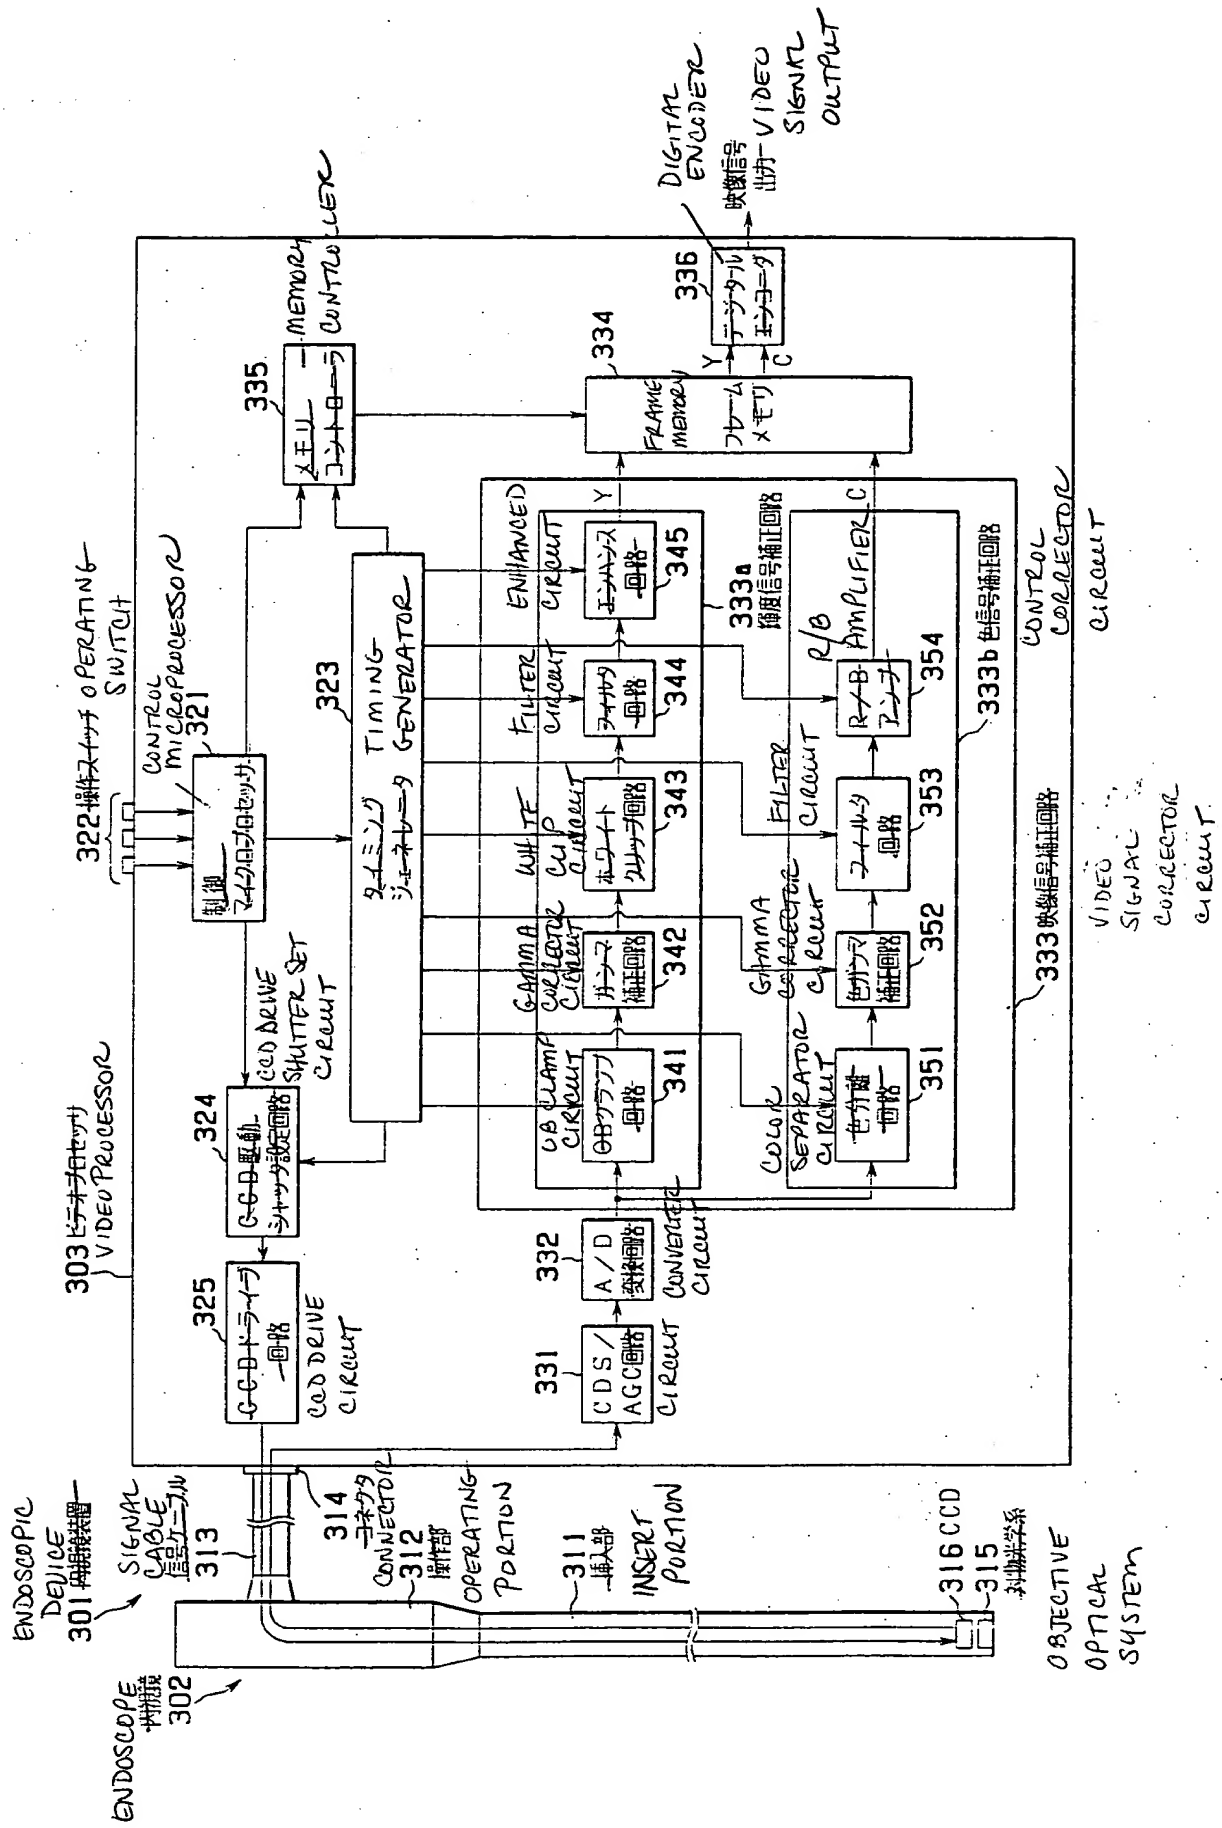 ENDOSCOPIC
DEVICE
301 内視鏡装置
ENDOSCOPE
内視鏡
302
SIGNAL
CABLE
信号ケーブル
313
314
コネクタ
CONNECTOR
312
操作部
OPERATING
PORTION
311
挿入部
INSERT
PORTION
316 CCD
315
対物光学系
OBJECTIVE
OPTICAL
SYSTEM
303 ビデオプロセッサ
VIDEO PROCESSOR
322 操作スイッチ OPERATING
SWITCH
CONTROL
MICROPROCESSOR
321
制御
マイクロプロセッサ
335
メモリ
コントローラ
MEMORY
CONTROLLER
325
CCDドライブ
回路
CCD DRIVE
CIRCUIT
324
CCD駆動
シャッタ設定回路
CCD DRIVE
SHUTTER SET
CIRCUIT
323
タイミング
ジェネレータ
TIMING
GENERATOR
331
CDS/
AGC回路
CIRCUIT
332
A/D
変換回路
CONVERTER
CIRCUIT
OB CLAMP
CIRCUIT
OBクランプ
回路
341
GAMMA
CORRECTOR
CIRCUIT
ガンマ
補正回路
342
WHITE
CLIP
CIRCUIT
ホワイト
クリップ回路
343
FILTER
CIRCUIT
フィルタ
回路
344
ENHANCED
CIRCUIT
エンハンス
回路
345
Y
333a
輝度信号補正回路
COLOR
SEPARATOR
CIRCUIT
色分離
回路
351
GAMMA
CORRECTOR
CIRCUIT
色ガンマ
補正回路
352
FILTER
CIRCUIT
フィルタ
回路
353
R/B
AMPLIFIER
R/B
アンプ
354
C
333b 色信号補正回路
CONTROL
CORRECTOR
CIRCUIT
333 映像信号補正回路
VIDEO
SIGNAL
CORRECTOR
CIRCUIT
334
FRAME
MEMORY
フレーム
メモリ
Y
C
336
デジタル
エンコーダ
DIGITAL
ENCODER
映像信号
出力
VIDEO
SIGNAL
OUTPUT